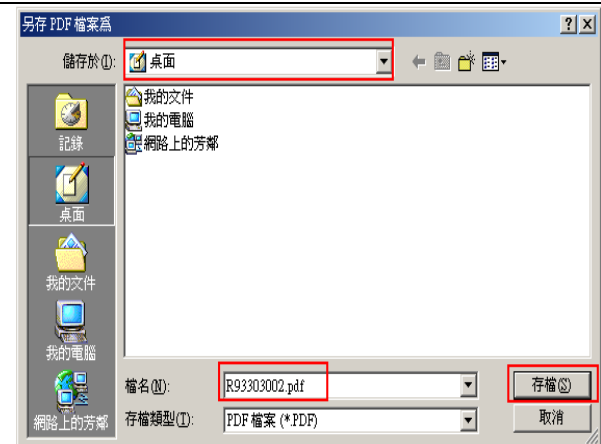 另存 PDF 檔案為
儲存於(I): 桌面
我的文件
我的電腦
網路上的芳鄰
記錄
桌面
我的文件
我的電腦
網路上的芳鄰
檔名(N): R93303002.pdf 存檔(S)
存檔類型(T): PDF 檔案 (*.PDF) 取消